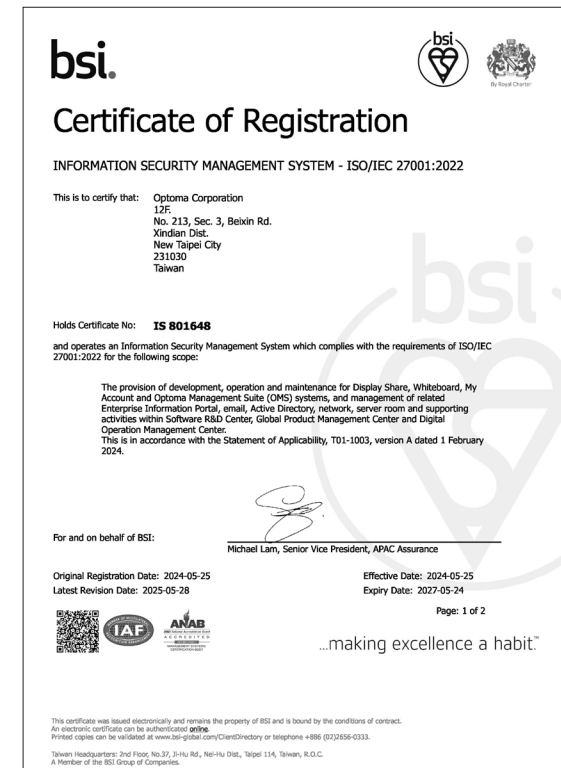 bsi.
bsi
By Royal Charter
Certificate of Registration
INFORMATION SECURITY MANAGEMENT SYSTEM - ISO/IEC 27001:2022
This is to certify that: Optoma Corporation
12F.
No. 213, Sec. 3, Beixin Rd.
Xindian Dist.
New Taipei City
231030
Taiwan
bsi
Holds Certificate No: IS 801648
and operates an Information Security Management System which complies with the requirements of ISO/IEC
27001:2022 for the following scope:
The provision of development, operation and maintenance for Display Share, Whiteboard, My
Account and Optoma Management Suite (OMS) systems, and management of related
Enterprise Information Portal, email, Active Directory, network, server room and supporting
activities within Software R&D Center, Global Product Management Center and Digital
Operation Management Center.
This is in accordance with the Statement of Applicability, T01-1003, version A dated 1 February
2024.
For and on behalf of BSI:
Michael Lam, Senior Vice President, APAC Assurance
Original Registration Date: 2024-05-25 Effective Date: 2024-05-25
Latest Revision Date: 2025-05-28 Expiry Date: 2027-05-24
Page: 1 of 2
IAF
ANAB
ACCREDITED
MANAGEMENT SYSTEMS
CERTIFICATION BODY
...making excellence a habit.™
This certificate was issued electronically and remains the property of BSI and is bound by the conditions of contract.
An electronic certificate can be authenticated online.
Printed copies can be validated at www.bsi-global.com/ClientDirectory or telephone +886 (02)2656-0333.
Taiwan Headquarters: 2nd Floor, No.37, Ji-Hu Rd., Nei-Hu Dist., Taipei 114, Taiwan, R.O.C.
A Member of the BSI Group of Companies.